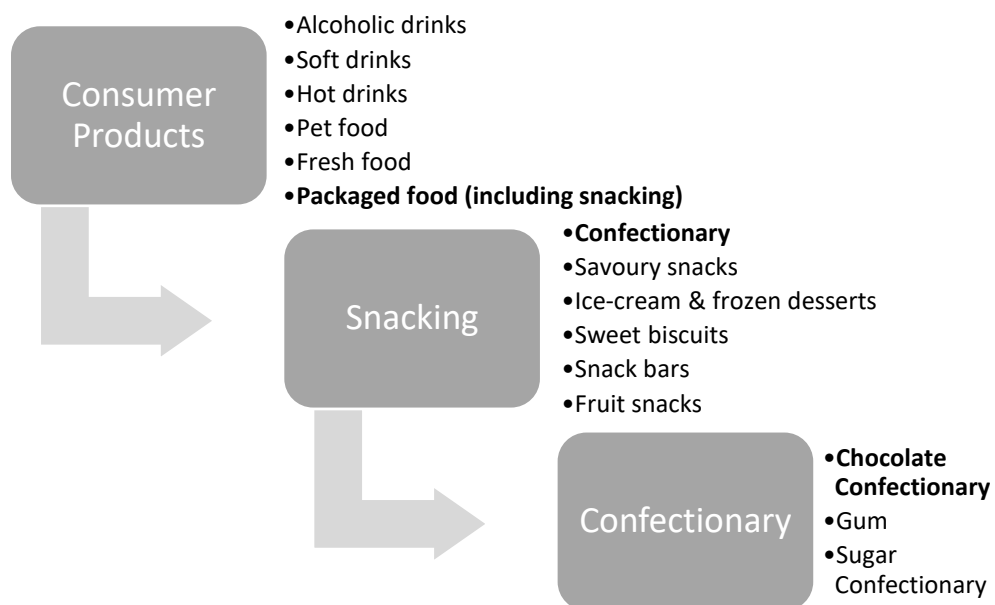 Consumer
Products
•Alcoholic drinks
•Soft drinks
•Hot drinks
•Pet food
•Fresh food
•Packaged food (including snacking)
Snacking
•Confectionary
•Savoury snacks
•Ice-cream & frozen desserts
•Sweet biscuits
•Snack bars
•Fruit snacks
Confectionary
•Chocolate
Confectionary
•Gum
•Sugar
Confectionary